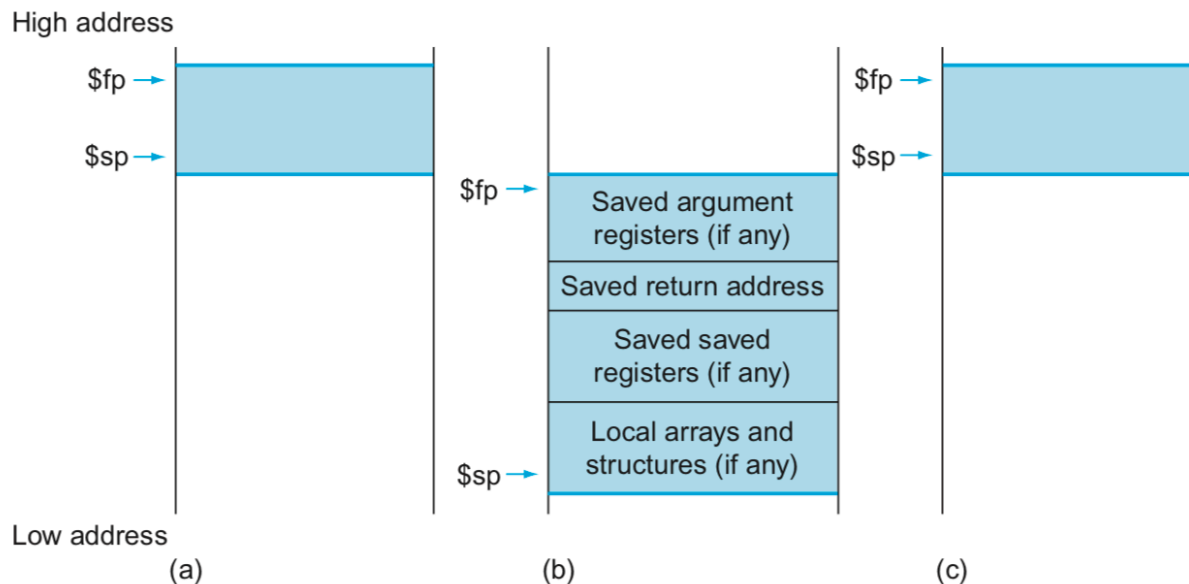 High address
$fp
$sp
$fp
Saved argument
registers (if any)
Saved return address
Saved saved
registers (if any)
Local arrays and
structures (if any)
$sp
$fp
$sp
Low address
(a)
(b)
(c)